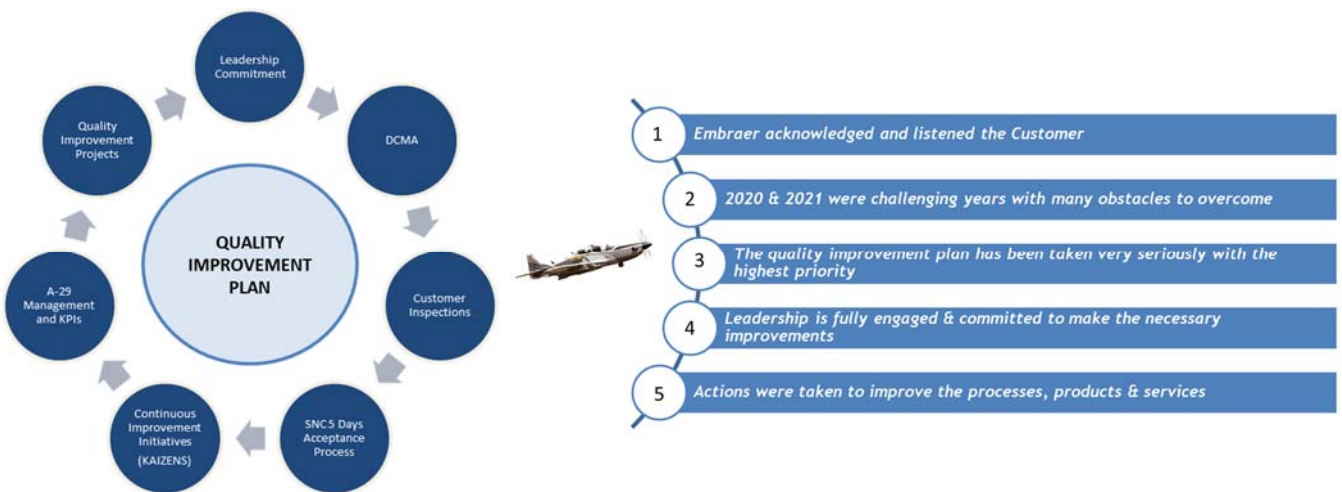 Leadership
Commitment
DCMA
Customer
Inspections
SNC 5 Days
Acceptance
Process
Continuous
Improvement
Initiatives
(KAIZENS)
A-29
Management
and KPIs
Quality
Improvement
Projects
QUALITY
IMPROVEMENT
PLAN
1
Embraer acknowledged and listened the Customer
2
2020 & 2021 were challenging years with many obstacles to overcome
3
The quality improvement plan has been taken very seriously with the
highest priority
4
Leadership is fully engaged & committed to make the necessary
improvements
5
Actions were taken to improve the processes, products & services